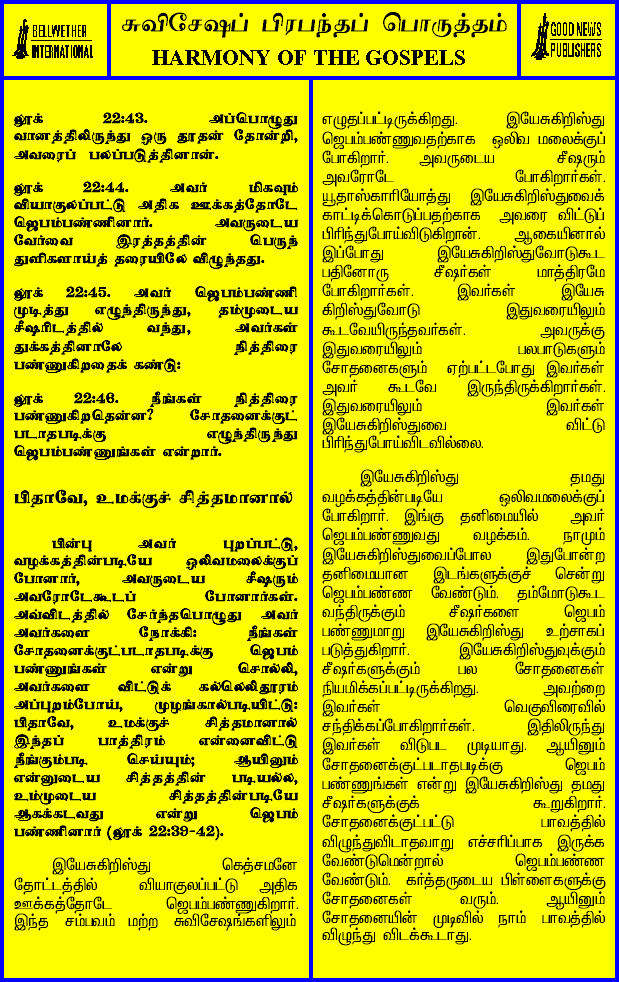 BELLWETHER
INTERNATIONAL
சுவிசேஷப் பிரபந்தப் பொருத்தம்
HARMONY OF THE GOSPELS
GOOD NEWS
PUBLISHERS
லூக் 22:43. அப்பொழுது
வானத்திலிருந்து ஒரு தூதன் தோன்றி,
அவரைப் பலப்படுத்தினான்.
லூக் 22:44. அவர் மிகவும்
வியாகுலப்பட்டு அதிக ஊக்கத்தோடே
ஜெபம்பண்ணினார். அவருடைய
வேர்வை இரத்தத்தின் பெருந்
துளிகளாய்த் தரையிலே விழுந்தது.
லூக் 22:45. அவர் ஜெபம்பண்ணி
முடித்து எழுந்திருந்து, தம்முடைய
சீஷரிடத்தில் வந்து, அவர்கள்
துக்கத்தினாலே நித்திரை
பண்ணுகிறதைக் கண்டு:
லூக் 22:46. நீங்கள் நித்திரை
பண்ணுகிறதென்ன? சோதனைக்குட்
படாதபடிக்கு எழுந்திருந்து
ஜெபம்பண்ணுங்கள் என்றார்.
பிதாவே, உமக்குச் சித்தமானால்
பின்பு அவர் புறப்பட்டு,
வழக்கத்தின்படியே ஒலிவமலைக்குப்
போனார், அவருடைய சீஷரும்
அவரோடேகூடப் போனார்கள்.
அவ்விடத்தில் சேர்ந்தபொழுது அவர்
அவர்களை நோக்கி: நீங்கள்
சோதனைக்குட்படாதபடிக்கு ஜெபம்
பண்ணுங்கள் என்று சொல்லி,
அவர்களை விட்டுக் கல்லெறிதூரம்
அப்புறம்போய், முழங்கால்படியிட்டு:
பிதாவே, உமக்குச் சித்தமானால்
இந்தப் பாத்திரம் என்னைவிட்டு
நீங்கும்படி செய்யும்; ஆயினும்
என்னுடைய சித்தத்தின் படியல்ல,
உம்முடைய சித்தத்தின்படியே
ஆகக்கடவது என்று ஜெபம்
பண்ணினார் (லூக் 22:39-42).
இயேசுகிறிஸ்து கெத்சமனே
தோட்டத்தில் வியாகுலப்பட்டு அதிக
ஊக்கத்தோடே ஜெபம்பண்ணுகிறார்.
இந்த சம்பவம் மற்ற சுவிசேஷங்களிலும்
எழுதப்பட்டிருக்கிறது. இயேசுகிறிஸ்து
ஜெபம்பண்ணுவதற்காக ஒலிவ மலைக்குப்
போகிறார். அவருடைய சீஷரும்
அவரோடே போகிறார்கள்.
யூதாஸ்காரியோத்து இயேசுகிறிஸ்துவைக்
காட்டிக்கொடுப்பதற்காக அவரை விட்டுப்
பிரிந்துபோய்விடுகிறான். ஆகையினால்
இப்போது இயேசுகிறிஸ்துவோடுகூட
பதினோரு சீஷர்கள் மாத்திரமே
போகிறார்கள். இவர்கள் இயேசு
கிறிஸ்துவோடு இதுவரையிலும்
கூடவேயிருந்தவர்கள். அவருக்கு
இதுவரையிலும் பலபாடுகளும்
சோதனைகளும் ஏற்பட்டபோது இவர்கள்
அவர் கூடவே இருந்திருக்கிறார்கள்.
இதுவரையிலும் இவர்கள்
இயேசுகிறிஸ்துவை விட்டு
பிரிந்துபோய்விடவில்லை.
இயேசுகிறிஸ்து தமது
வழக்கத்தின்படியே ஒலிவமலைக்குப்
போகிறார். இங்கு தனிமையில் அவர்
ஜெபம்பண்ணுவது வழக்கம். நாமும்
இயேசுகிறிஸ்துவைப்போல இதுபோன்ற
தனிமையான இடங்களுக்குச் சென்று
ஜெபம்பண்ண வேண்டும். தம்மோடுகூட
வந்திருக்கும் சீஷர்களை ஜெபம்
பண்ணுமாறு இயேசுகிறிஸ்து உற்சாகப்
படுத்துகிறார். இயேசுகிறிஸ்துவுக்கும்
சீஷர்களுக்கும் பல சோதனைகள்
நியமிக்கப்பட்டிருக்கிறது. அவற்றை
இவர்கள் வெகுவிரைவில்
சந்திக்கப்போகிறார்கள். இதிலிருந்து
இவர்கள் விடுபட முடியாது. ஆயினும்
சோதனைக்குட்படாதபடிக்கு ஜெபம்
பண்ணுங்கள் என்று இயேசுகிறிஸ்து தமது
சீஷர்களுக்குக் கூறுகிறார்.
சோதனைக்குட்பட்டு பாவத்தில்
விழுந்துவிடாதவாறு எச்சரிப்பாக இருக்க
வேண்டுமென்றால் ஜெபம்பண்ண
வேண்டும். கர்த்தருடைய பிள்ளைகளுக்கு
சோதனைகள் வரும். ஆயினும்
சோதனையின் முடிவில் நாம் பாவத்தில்
விழுந்து விடக்கூடாது.